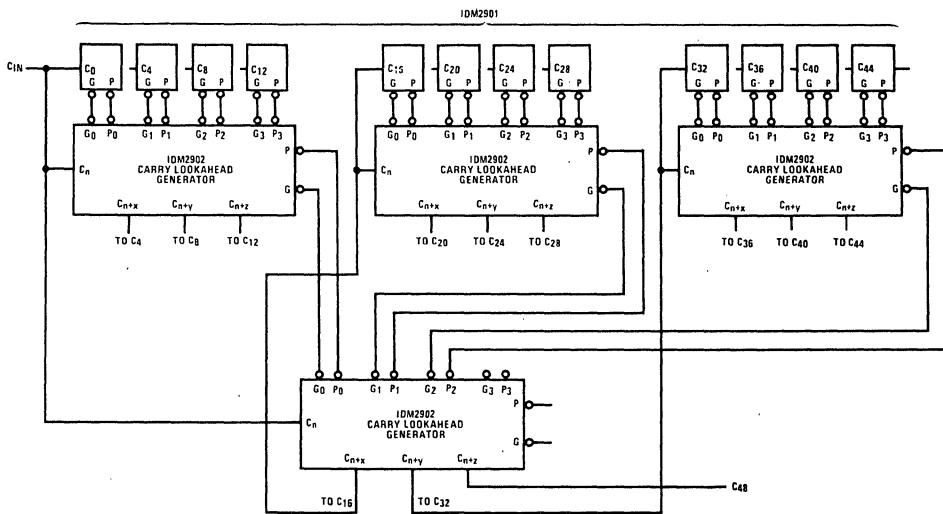 IDM2901
CIN
C0 C4 C8 C12 C15 C20 C24 C28 C32 C36 C40 C44
G P G P G P G P G P G P G P G P G P G P G P G P
G0 P0 G1 P1 G2 P2 G3 P3 G0 P0 G1 P1 G2 P2 G3 P3 G0 P0 G1 P1 G2 P2 G3 P3
Cn IDM2902 P Cn IDM2902 P Cn IDM2902 P
CARRY LOOKAHEAD CARRY LOOKAHEAD CARRY LOOKAHEAD
GENERATOR G GENERATOR G GENERATOR G
Cn+x Cn+y Cn+z Cn+x Cn+y Cn+z Cn+x Cn+y Cn+z
TO C4 TO C8 TO C12 TO C20 TO C24 TO C28 TO C36 TO C40 TO C44
G0 P0 G1 P1 G2 P2 G3 P3
P
Cn IDM2902
CARRY LOOKAHEAD
GENERATOR G
Cn+x Cn+y Cn+z
TO C16 TO C32 C48